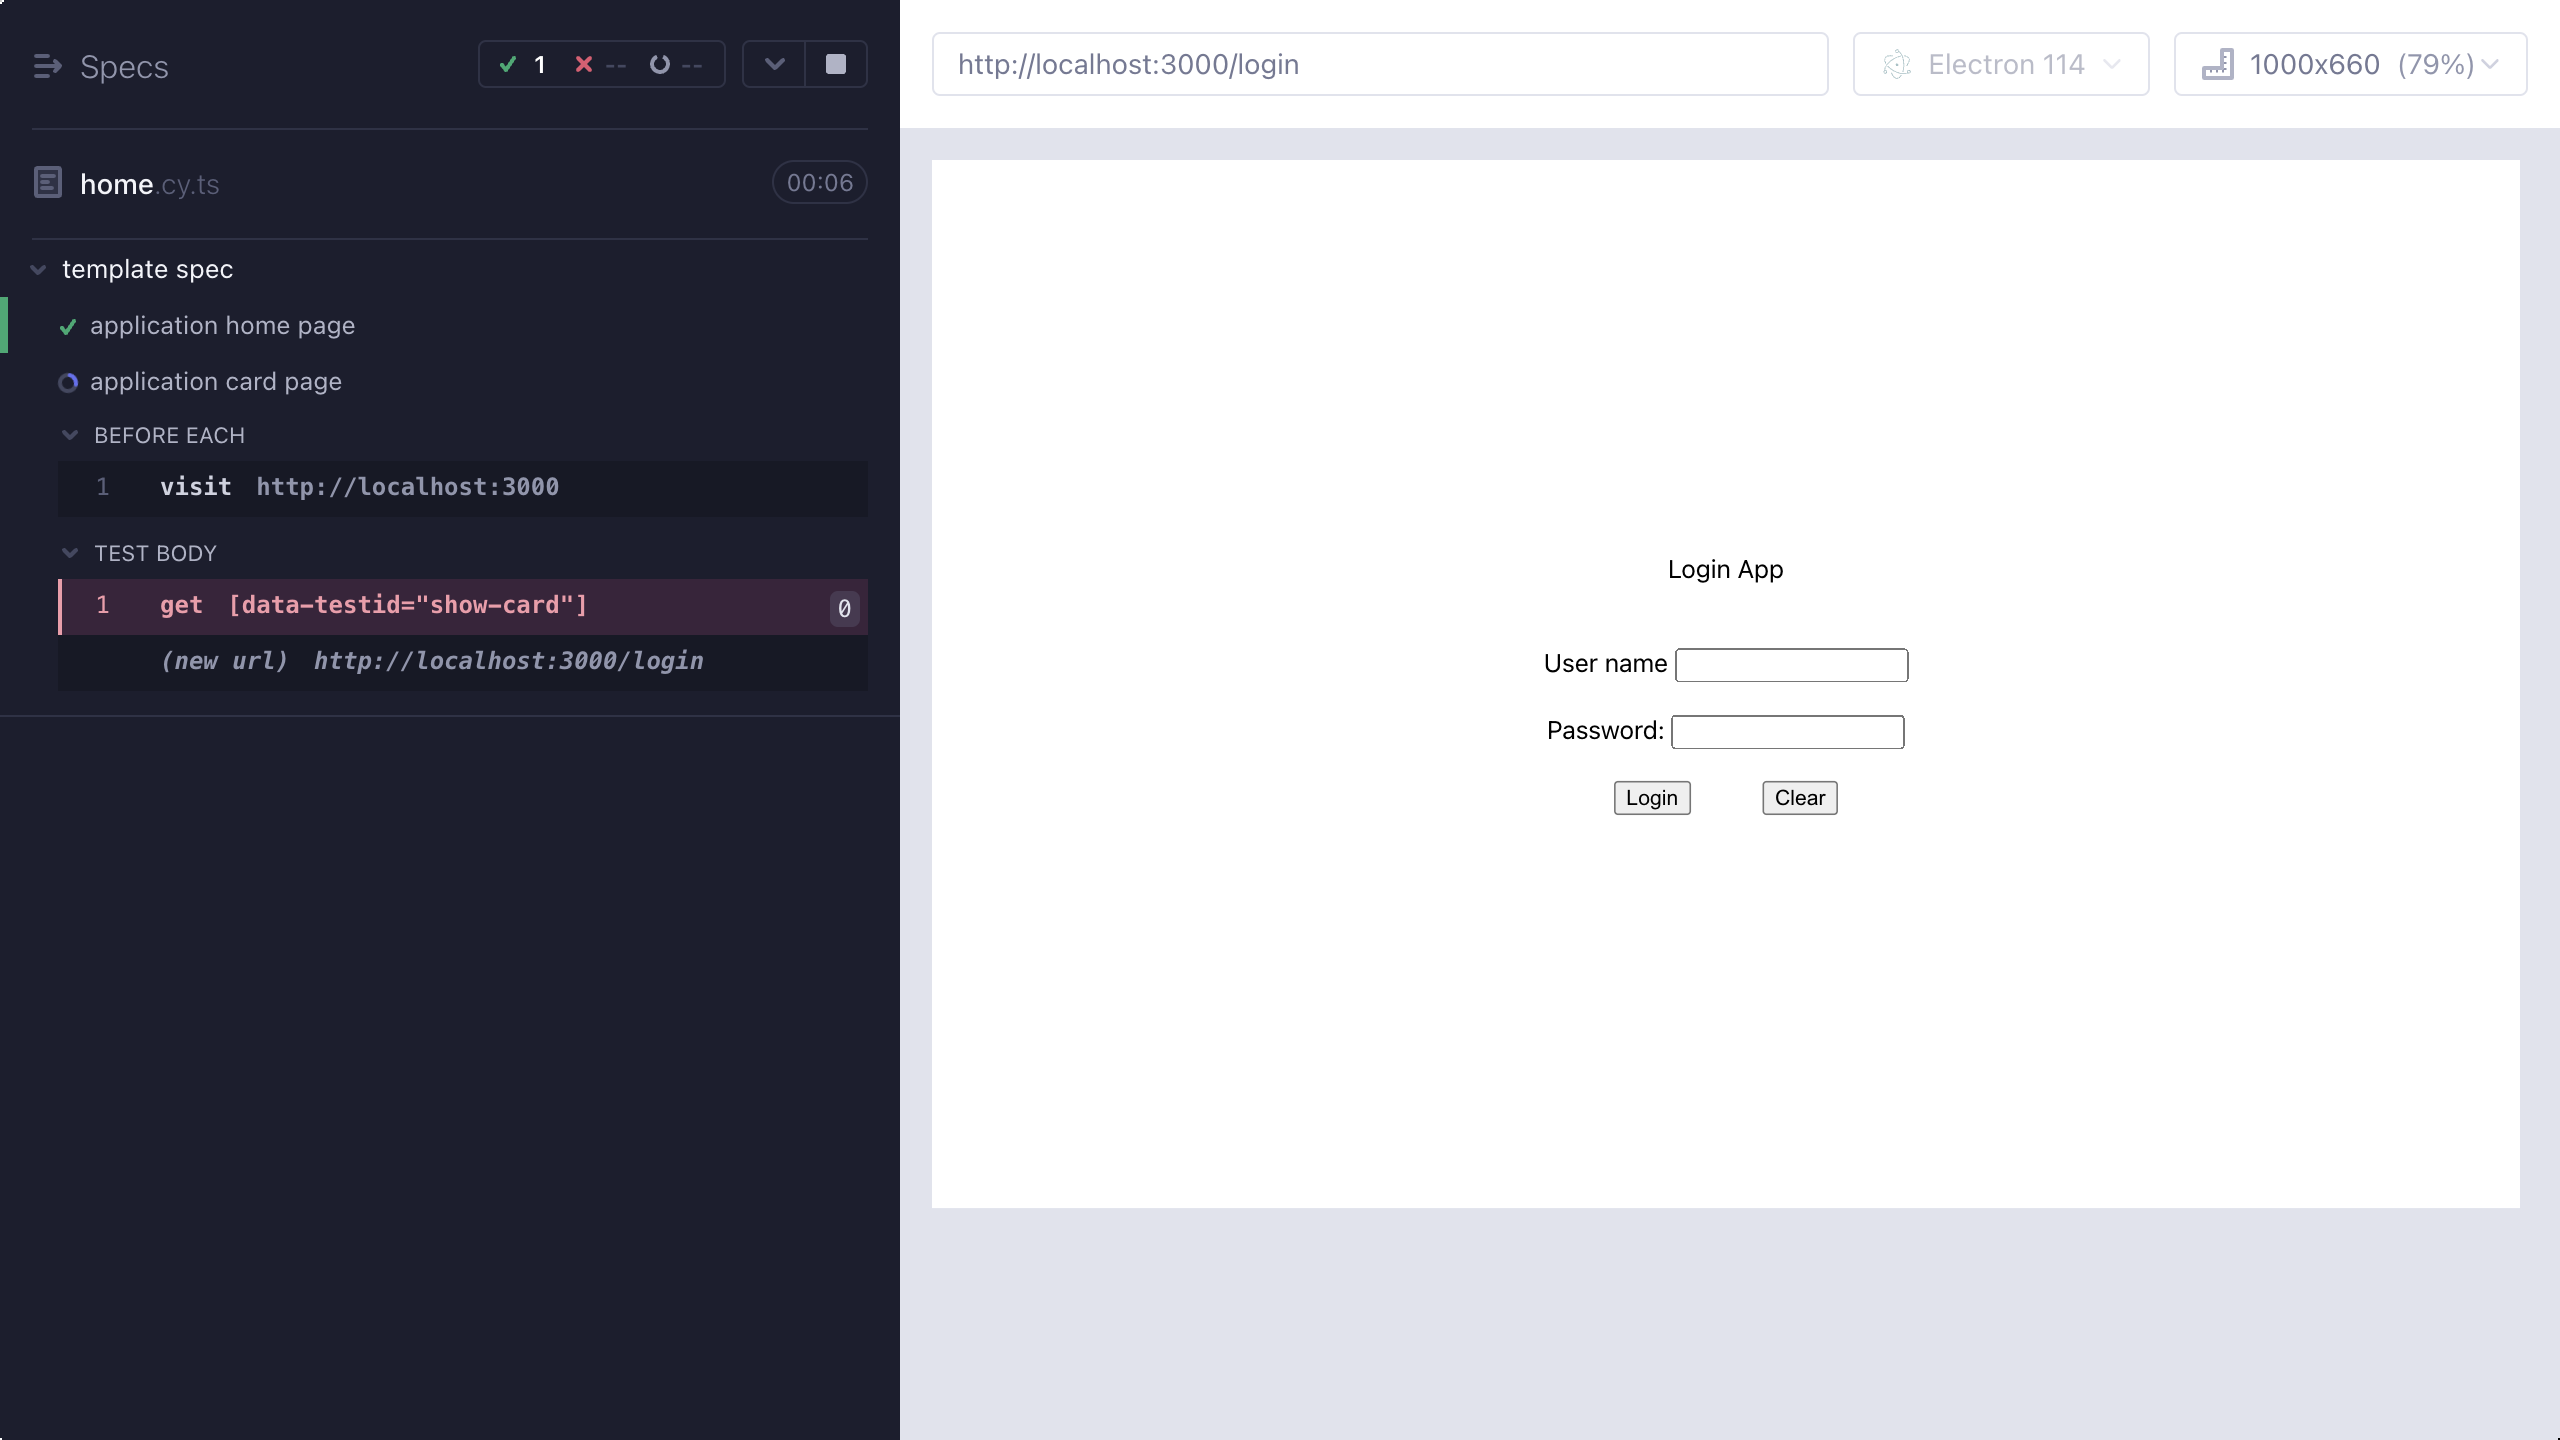 Specs
1 -- --
home.cy.ts
00:06
template spec
application home page
application card page
BEFORE EACH
1 visit http://localhost:3000
TEST BODY
1 get [data-testid="show-card"] 0
(new url) http://localhost:3000/login
http://localhost:3000/login
Electron 114
1000x660 (79%)
Login App
User name
Password:
Login Clear